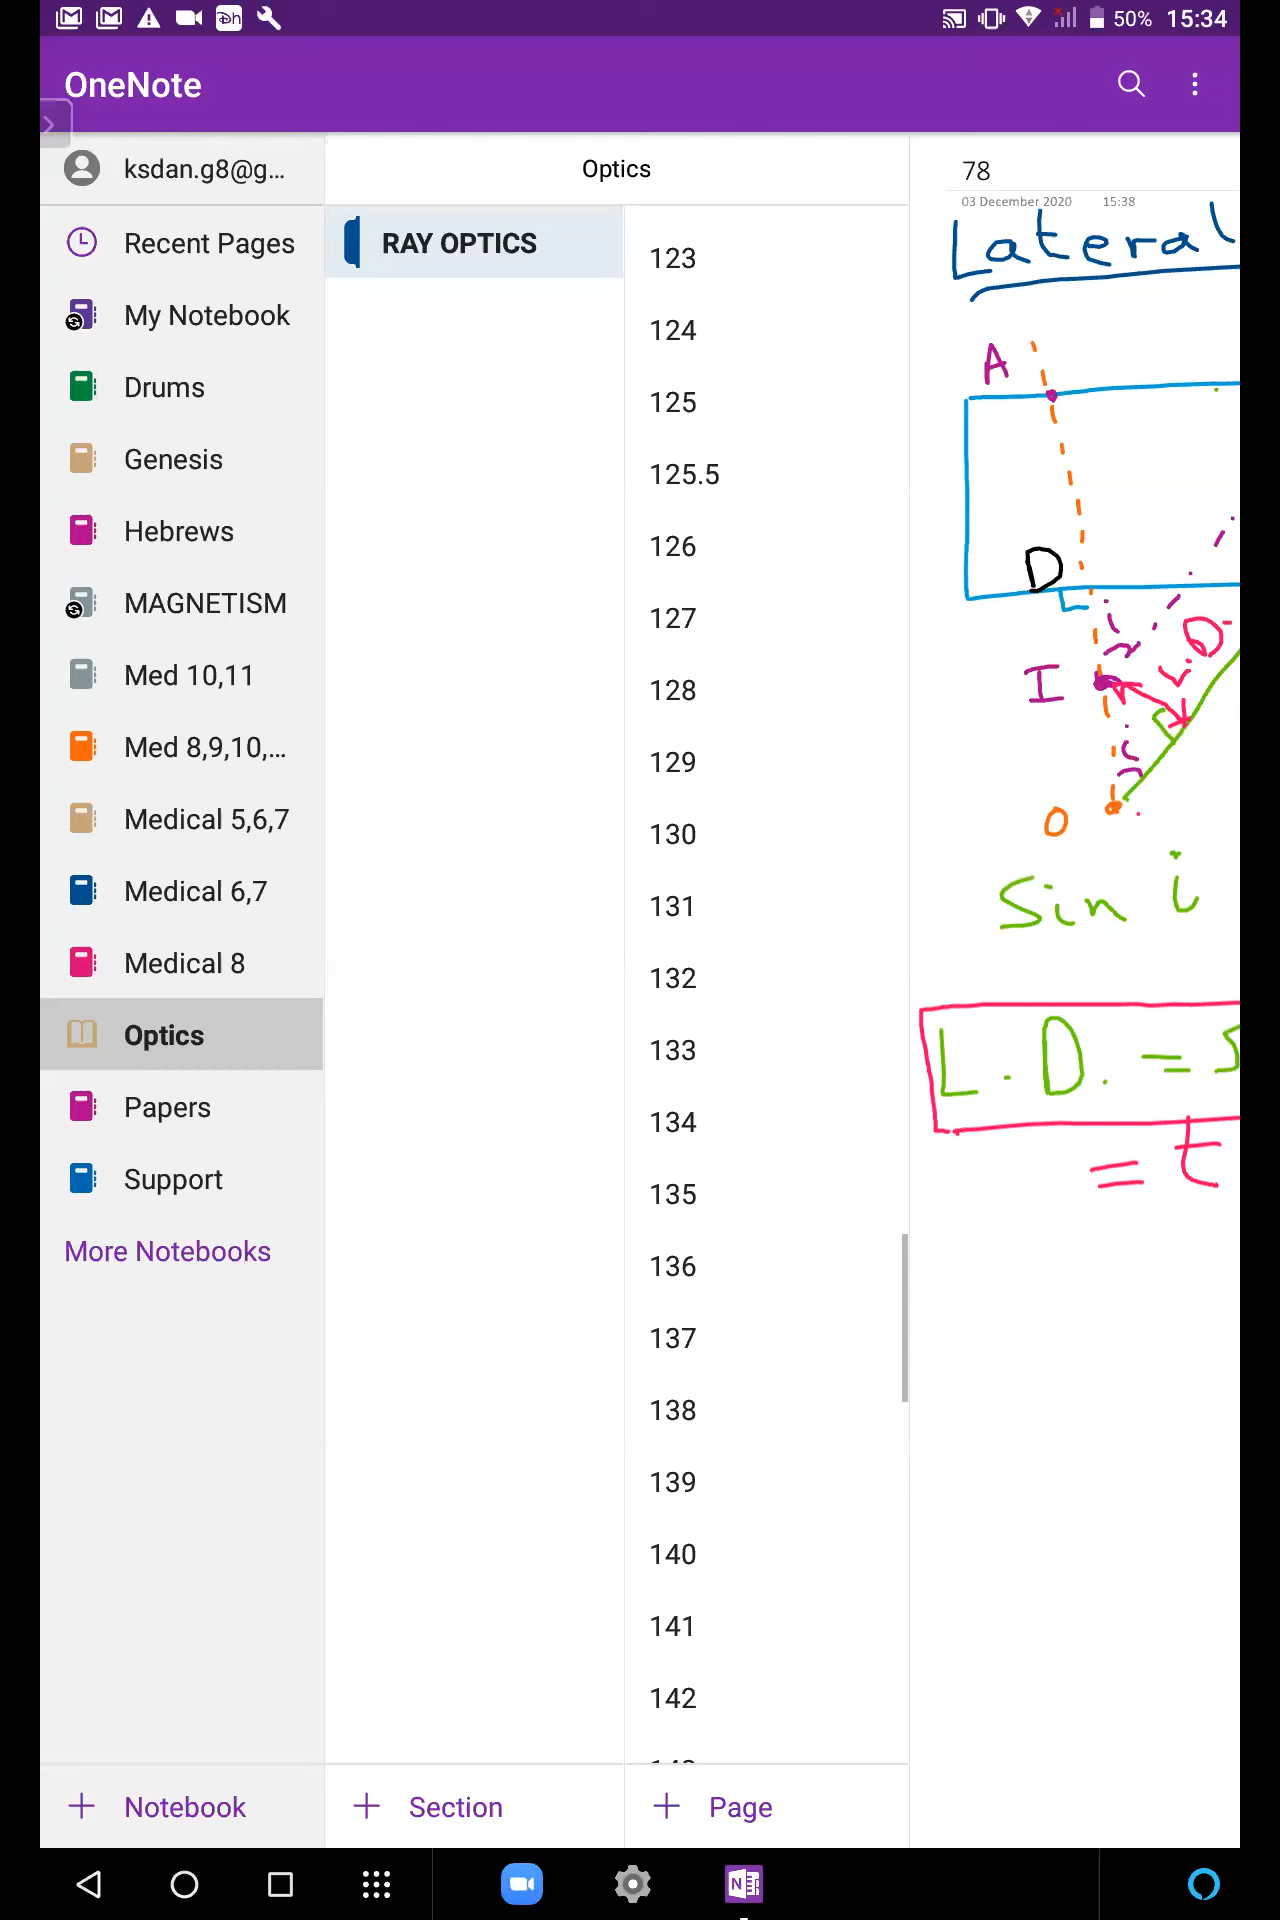 50% 15:34
OneNote
ksdan.g8@g...
Optics
78
03 December 2020 15:38
Recent Pages
My Notebook
Drums
Genesis
Hebrews
MAGNETISM
Med 10,11
Med 8,9,10,...
Medical 5,6,7
Medical 6,7
Medical 8
Optics
Papers
Support
More Notebooks
RAY OPTICS
123
124
125
125.5
126
127
128
129
130
131
132
133
134
135
136
137
138
139
140
141
142
Lateral
A
D
i
L.D.
I
i
O
Sin i
L.D. = S
= t
Notebook
Section
Page